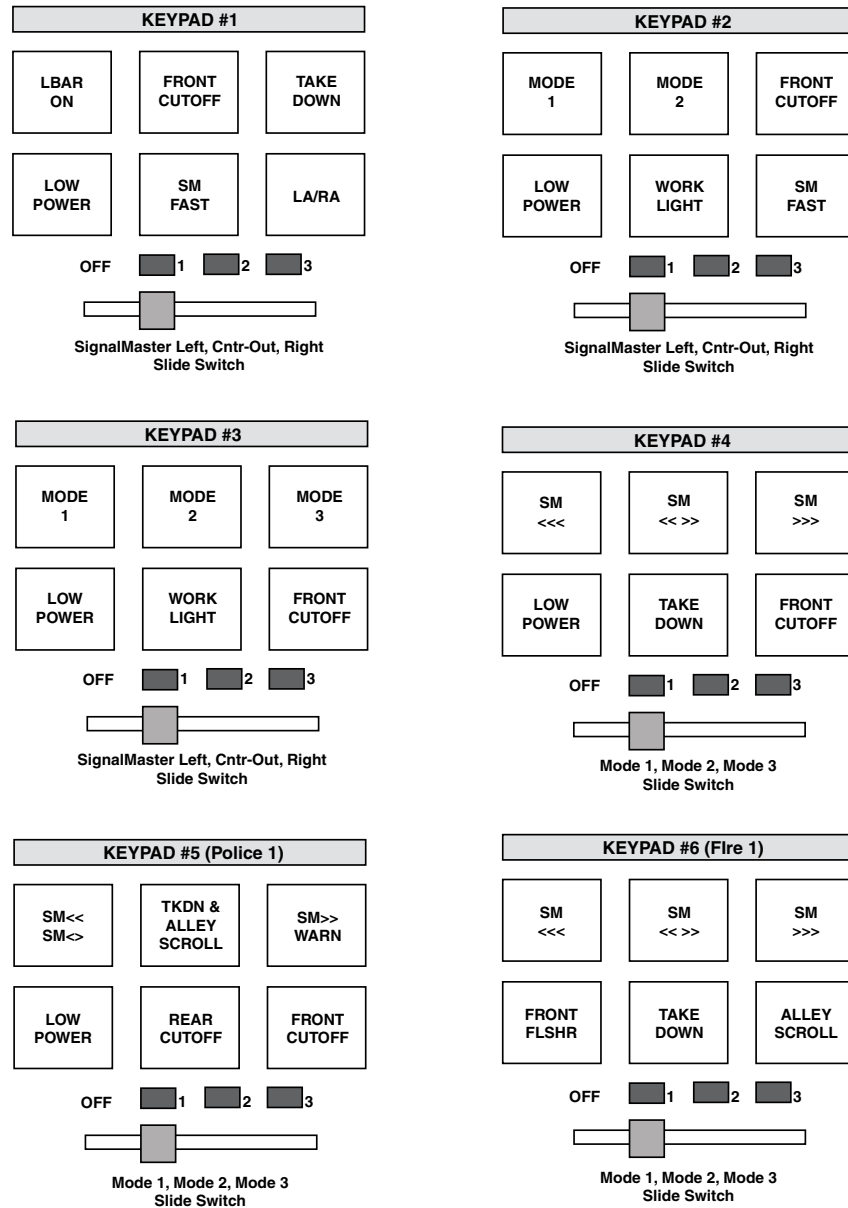 KEYPAD #1
LBAR
ON
FRONT
CUTOFF
TAKE
DOWN
LOW
POWER
SM
FAST
LA/RA
OFF 1 2 3
SignalMaster Left, Cntr-Out, Right
Slide Switch
KEYPAD #2
MODE
1
MODE
2
FRONT
CUTOFF
LOW
POWER
WORK
LIGHT
SM
FAST
OFF 1 2 3
SignalMaster Left, Cntr-Out, Right
Slide Switch
KEYPAD #3
MODE
1
MODE
2
MODE
3
LOW
POWER
WORK
LIGHT
FRONT
CUTOFF
OFF 1 2 3
SignalMaster Left, Cntr-Out, Right
Slide Switch
KEYPAD #4
SM
<<<
SM
<< >>
SM
>>>
LOW
POWER
TAKE
DOWN
FRONT
CUTOFF
OFF 1 2 3
Mode 1, Mode 2, Mode 3
Slide Switch
KEYPAD #5 (Police 1)
SM<<
SM<>
TKDN &
ALLEY
SCROLL
SM>>
WARN
LOW
POWER
REAR
CUTOFF
FRONT
CUTOFF
OFF 1 2 3
Mode 1, Mode 2, Mode 3
Slide Switch
KEYPAD #6 (FIre 1)
SM
<<<
SM
<< >>
SM
>>>
FRONT
FLSHR
TAKE
DOWN
ALLEY
SCROLL
OFF 1 2 3
Mode 1, Mode 2, Mode 3
Slide Switch